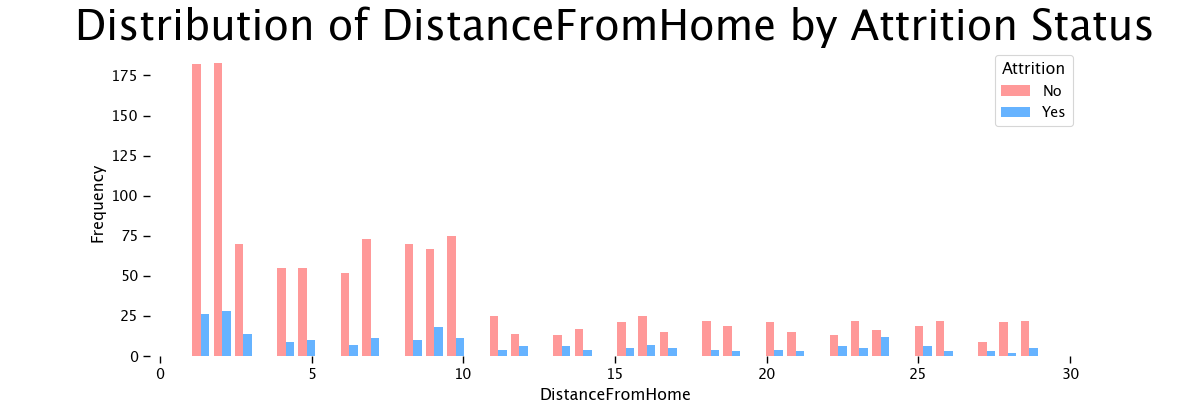 Distribution of DistanceFromHome by Attrition Status
Attrition
No
Yes
Frequency
175
150
125
100
75
50
25
0
0 5 10 15 20 25 30
DistanceFromHome